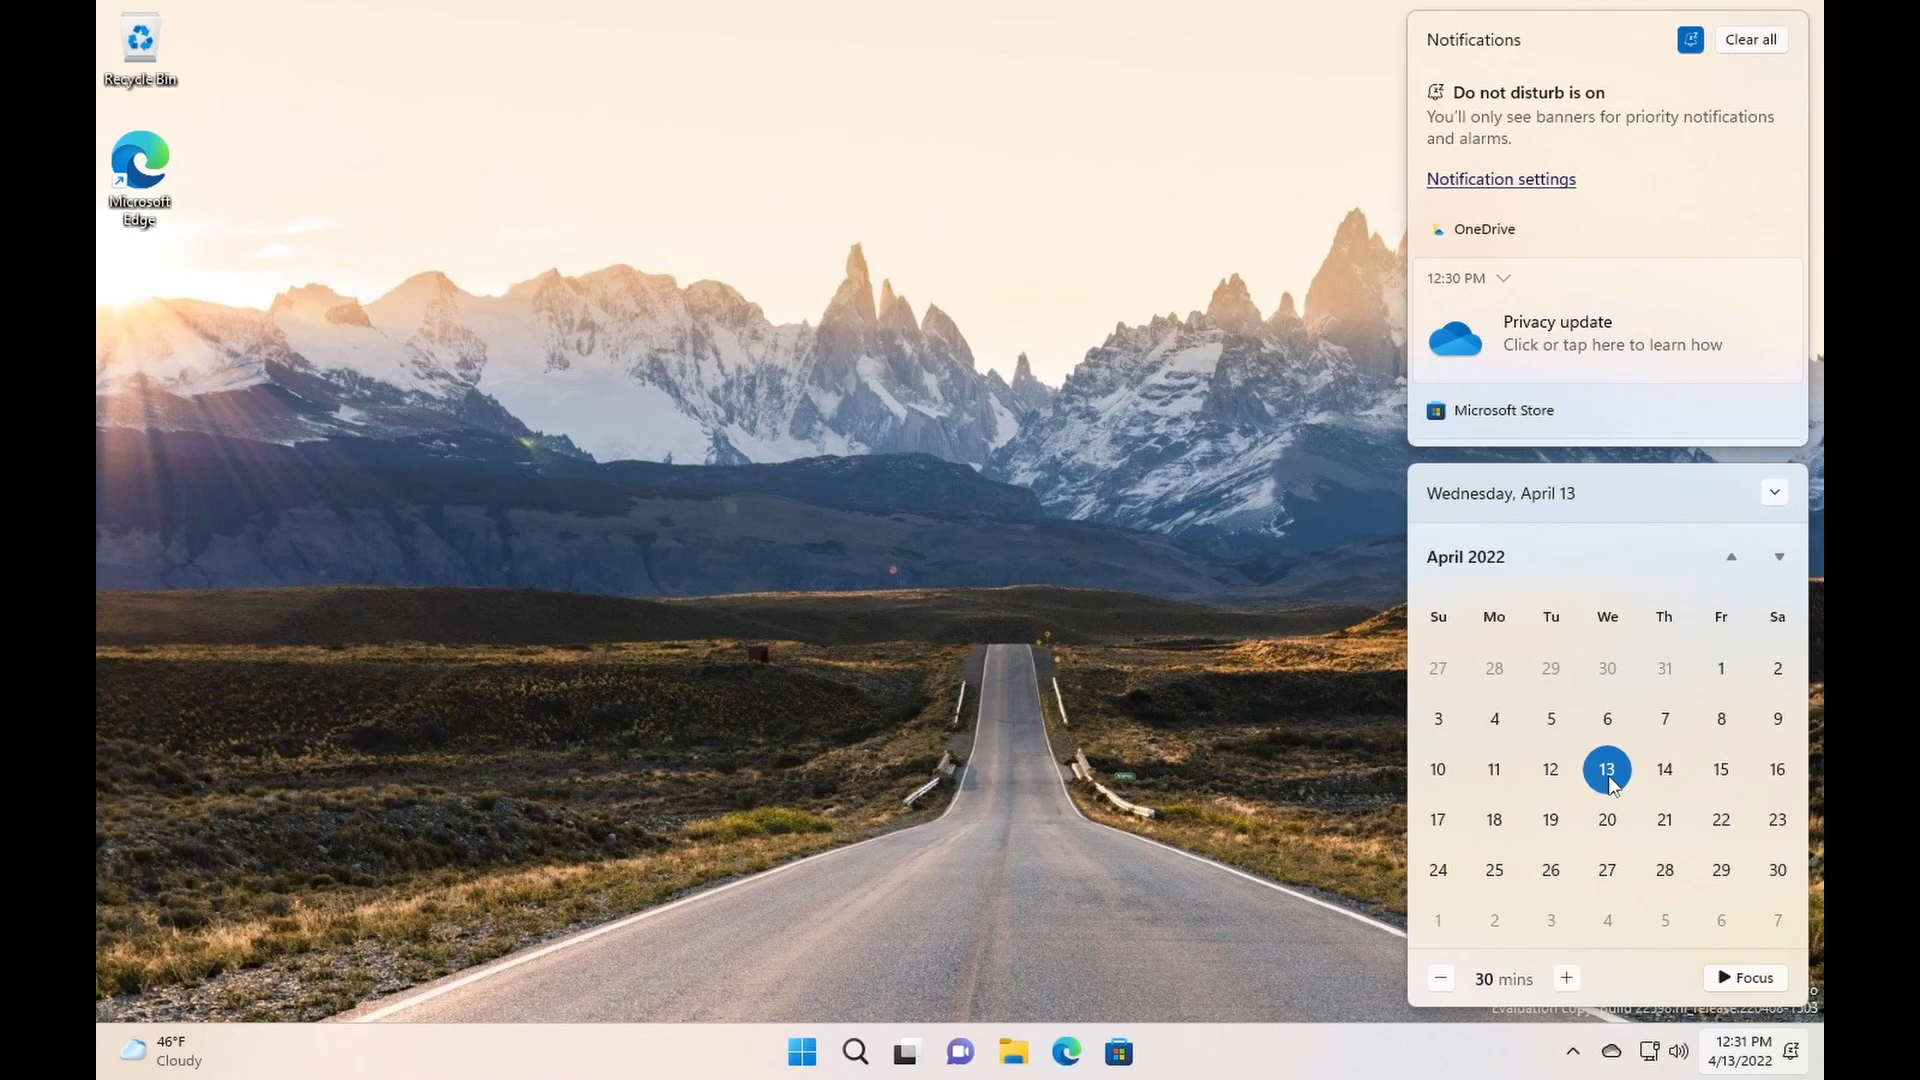 Recycle Bin
Microsoft
Edge
Notifications
Clear all
Do not disturb is on
You'll only see banners for priority notifications
and alarms.
Notification settings
OneDrive
12:30 PM
Privacy update
Click or tap here to learn how
Microsoft Store
Wednesday, April 13
April 2022
Su Mo Tu We Th Fr Sa
27 28 29 30 31 1 2
3 4 5 6 7 8 9
10 11 12 13 14 15 16
17 18 19 20 21 22 23
24 25 26 27 28 29 30
1 2 3 4 5 6 7
30 mins
Focus
46°F
Cloudy
12:31 PM
4/13/2022